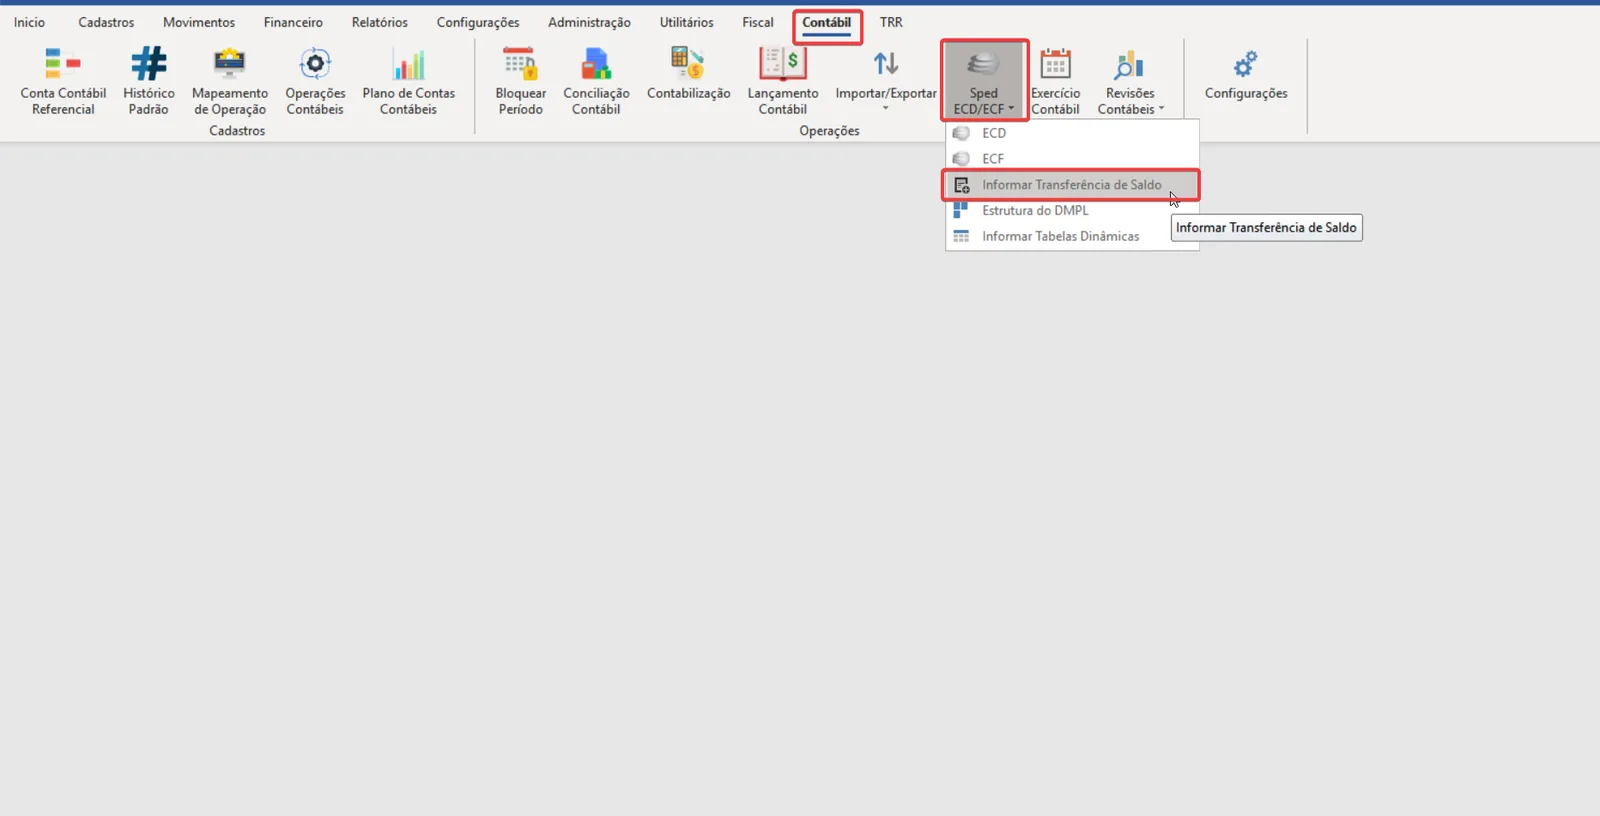 Inicio Cadastros Movimentos Financeiro Relatórios Configurações Administração Utilitários Fiscal Contábil TRR
Conta Contábil Referencial
Histórico Padrão
Mapeamento de Operação
Operações Contábeis
Plano de Contas Contábeis
Cadastros
Bloquear Período
Conciliação Contábil
Contabilização
Lançamento Contábil
Importar/Exportar
Sped ECD/ECF
Exercício Contábil
Revisões Contábeis
Operações
Configurações
ECD
ECF
Informar Transferência de Saldo
Estrutura do DMPL
Informar Tabelas Dinâmicas
Informar Transferência de Saldo